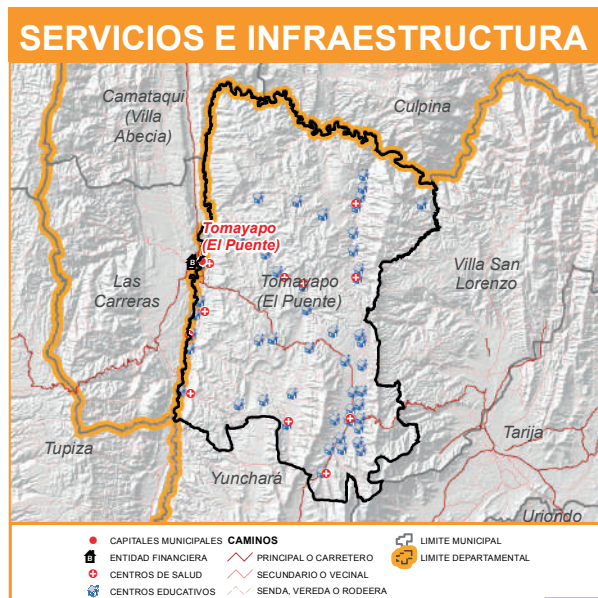 SERVICIOS E INFRAESTRUCTURA
Camataqui
(Villa
Abecia)
Culpina
Tomayapo
(El Puente)
Las
Carreras
Tomayapo
(El Puente)
Villa San
Lorenzo
Tupiza
Yunchará
Tarija
Uriondo
CAPITALES MUNICIPALES
B ENTIDAD FINANCIERA
CENTROS DE SALUD
CENTROS EDUCATIVOS
CAMINOS
PRINCIPAL O CARRETERO
SECUNDARIO O VECINAL
SENDA, VEREDA O RODEERA
LIMITE MUNICIPAL
LIMITE DEPARTAMENTAL